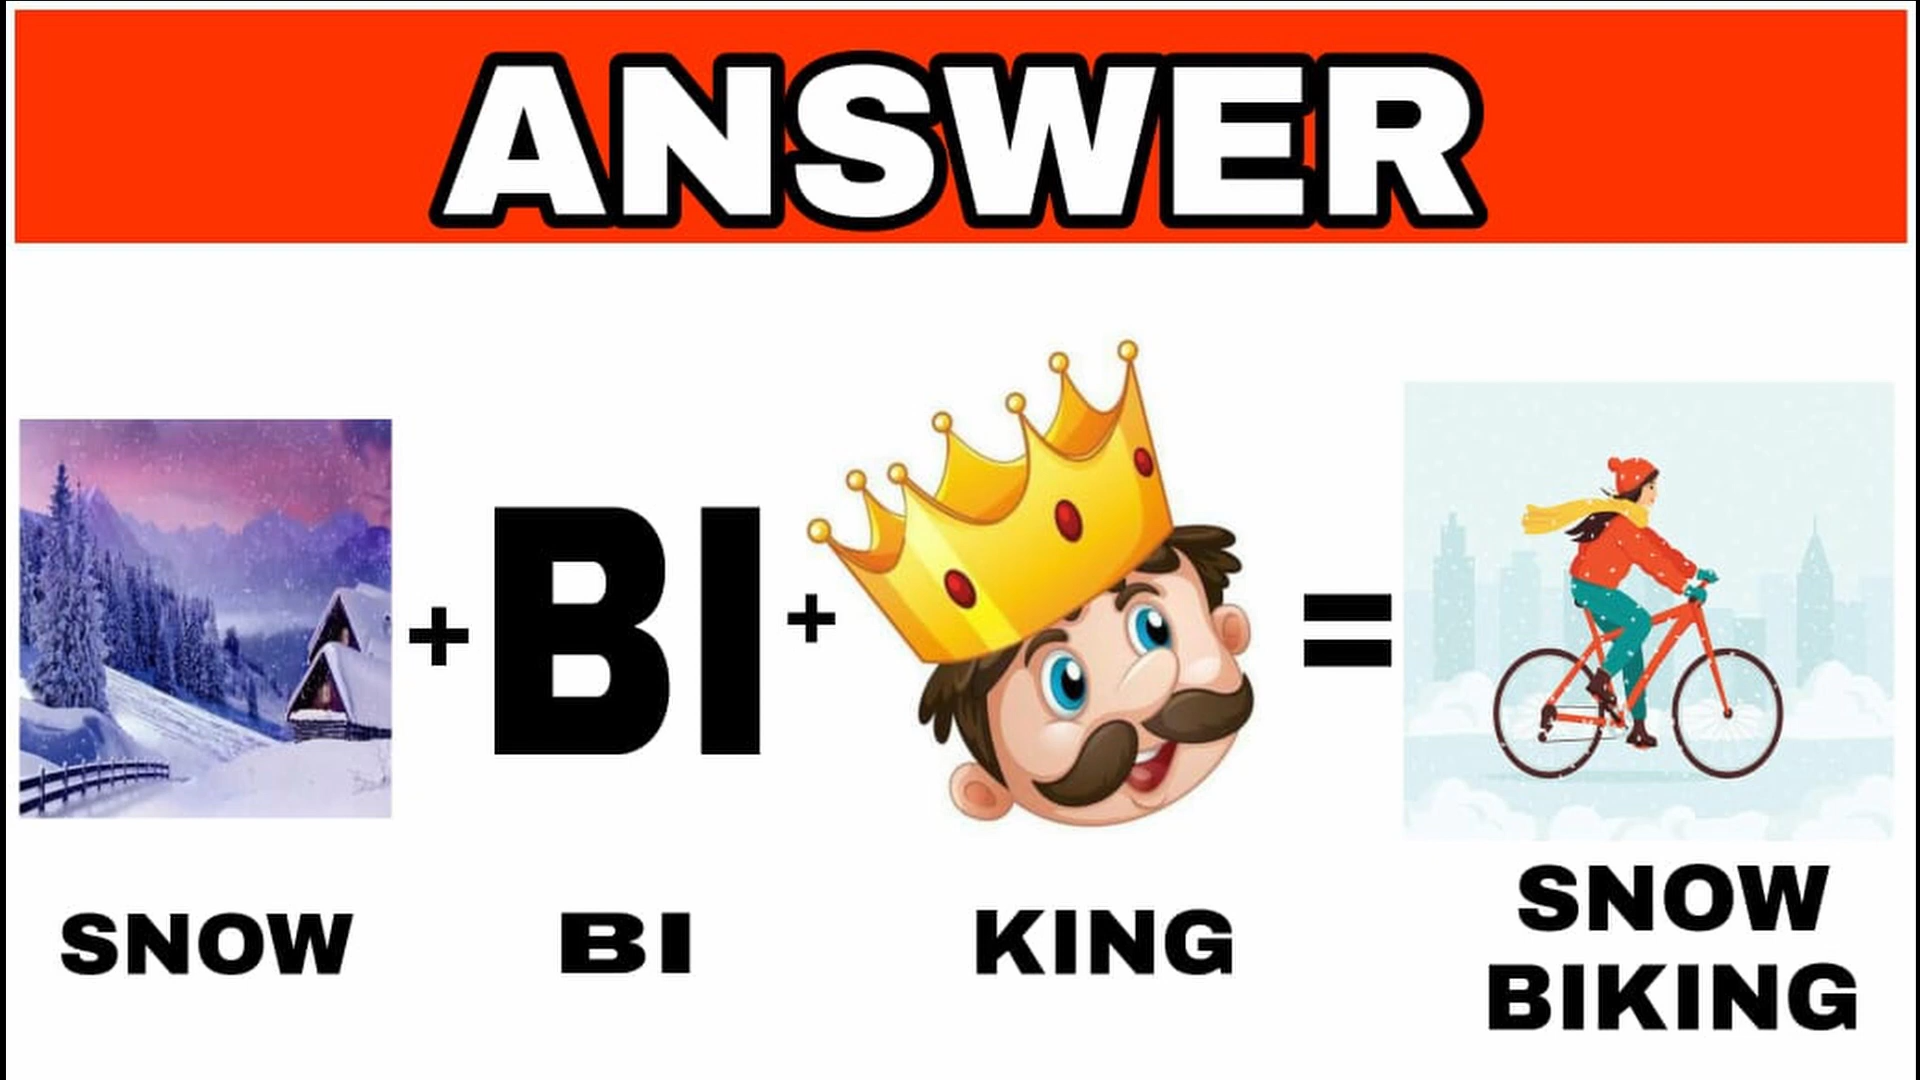 ANSWER
+ BI + =
SNOW BI KING SNOW
BIKING